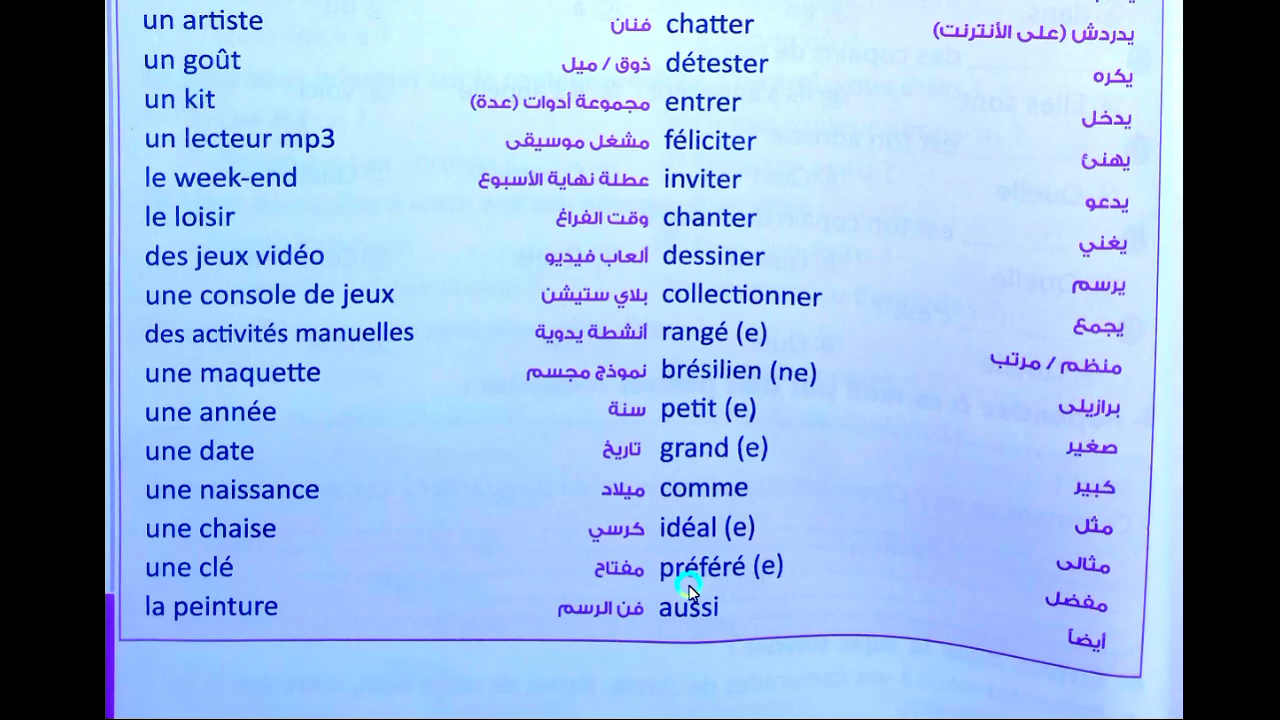 un artiste فنان chatter يدردش (على الأنترنت)
un goût ذوق / ميل détester يكره
un kit مجموعة أدوات (عدة) entrer يدخل
un lecteur mp3 مشغل موسيقى féliciter يهنئ
le week-end عطلة نهاية الأسبوع inviter يدعو
le loisir وقت الفراغ chanter يغني
des jeux vidéo ألعاب فيديو dessiner يرسم
une console de jeux بلاي ستيشن collectionner يجمع
des activités manuelles أنشطة يدوية rangé (e) منظم / مرتب
une maquette نموذج مجسم brésilien (ne) برازيلى
une année سنة petit (e) صغير
une date تاريخ grand (e) كبير
une naissance ميلاد comme مثل
une chaise كرسي idéal (e) مثالى
une clé مفتاح préféré (e) مفضل
la peinture فن الرسم aussi أيضاً